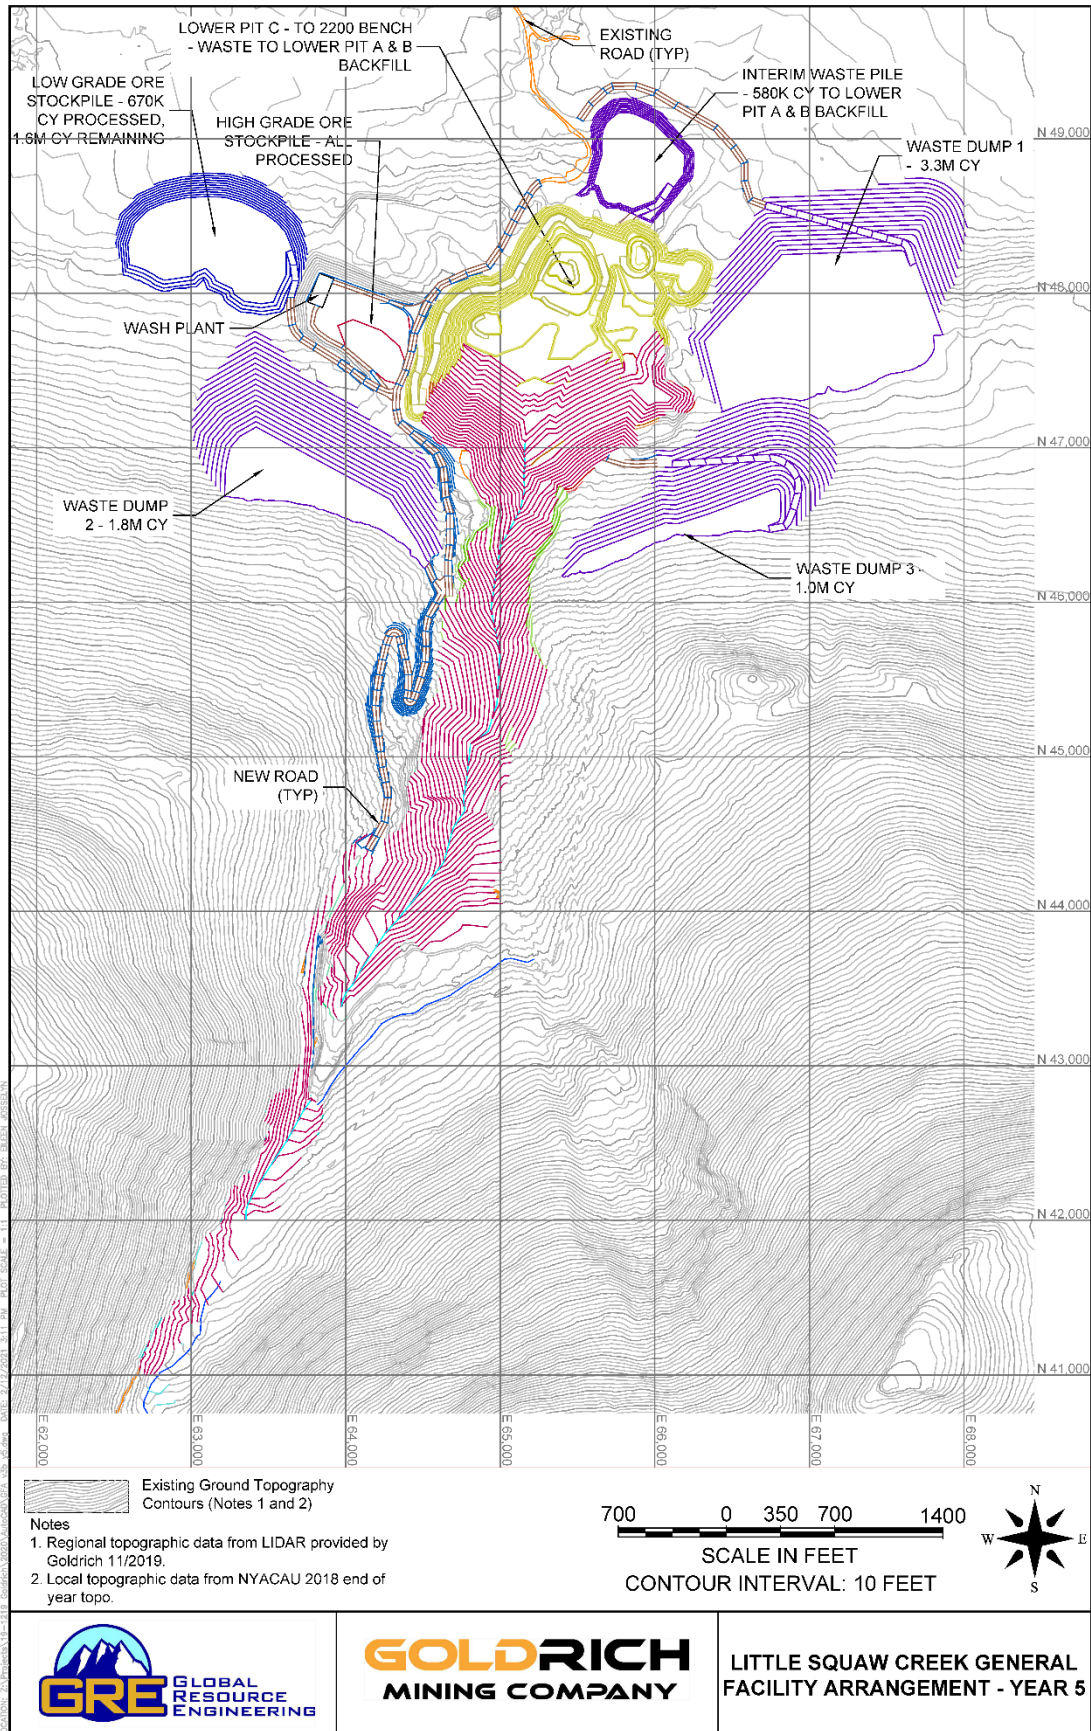 LOWER PIT C - TO 2200 BENCH
- WASTE TO LOWER PIT A & B
BACKFILL
EXISTING
ROAD (TYP)
LOW GRADE ORE
STOCKPILE - 670K
CY PROCESSED,
1.6M CY REMAINING
HIGH GRADE ORE
STOCKPILE - ALL
PROCESSED
INTERIM WASTE PILE
- 580K CY TO LOWER
PIT A & B BACKFILL
WASTE DUMP 1
- 3.3M CY
N 49,000
N 48,000
WASH PLANT
N 47,000
WASTE DUMP
2 - 1.8M CY
WASTE DUMP 3 -
1.0M CY
N 46,000
N 45,000
NEW ROAD
(TYP)
N 44,000
N 43,000
N 42,000
N 41,000
E 62,000
E 63,000
E 64,000
E 65,000
E 66,000
E 67,000
E 68,000
Existing Ground Topography
Contours (Notes 1 and 2)
Notes
1. Regional topographic data from LIDAR provided by
Goldrich 11/2019.
2. Local topographic data from NYACAU 2018 end of
year topo.
700 0 350 700 1400
SCALE IN FEET
CONTOUR INTERVAL: 10 FEET
N
W E
S
GRE GLOBAL
RESOURCE
ENGINEERING
GOLDRICH
MINING COMPANY
LITTLE SQUAW CREEK GENERAL
FACILITY ARRANGEMENT - YEAR 5